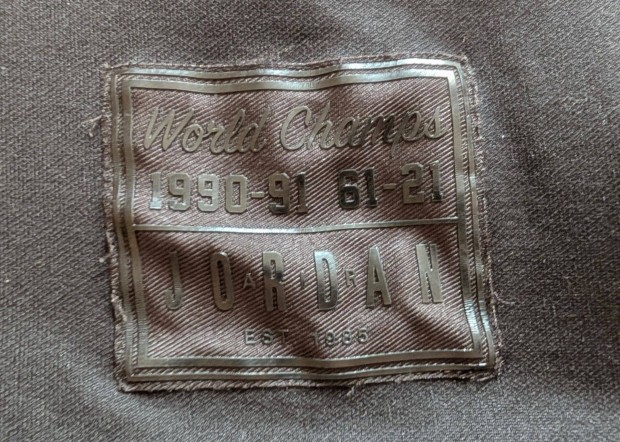 World Champs
1990-91 61-21
JORDAN
AIR
EST. 1985